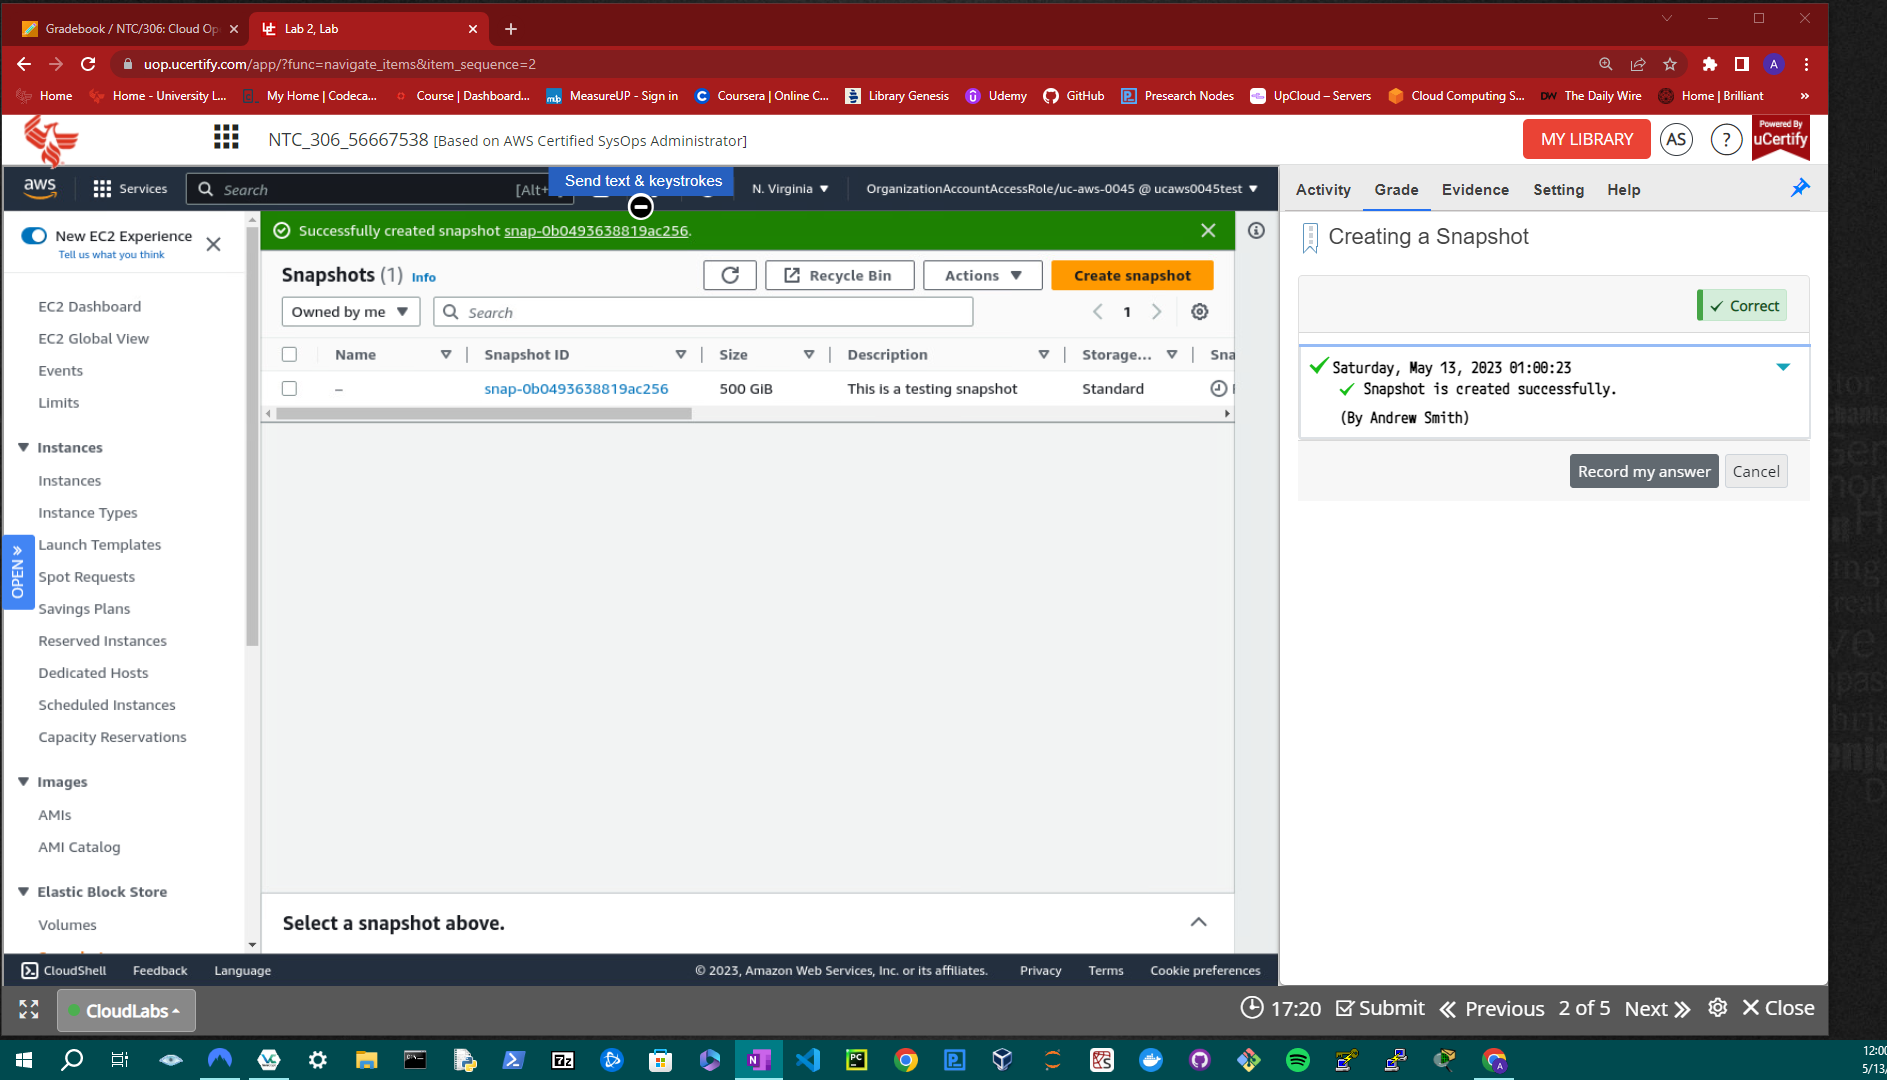 Gradebook / NTC/306: Cloud Op
Lab 2, Lab
uop.ucertify.com/app/?func=navigate_items&item_sequence=2
Home
Home - University L...
My Home | Codeca...
Course | Dashboard...
MeasureUP - Sign in
Coursera | Online C...
Library Genesis
Udemy
GitHub
Presearch Nodes
UpCloud – Servers
Cloud Computing S...
DW The Daily Wire
Home | Brilliant
»
NTC_306_56667538 [Based on AWS Certified SysOps Administrator]
MY LIBRARY
AS
?
Powered By
uCertify
aws
Services
Search
[Alt+
Send text & keystrokes
N. Virginia
OrganizationAccountAccessRole/uc-aws-0045 @ ucaws0045test
Activity
Grade
Evidence
Setting
Help
New EC2 Experience
Tell us what you think
Successfully created snapshot snap-0b0493638819ac256.
Creating a Snapshot
Snapshots (1) Info
Recycle Bin
Actions
Create snapshot
Owned by me
Search
1
Correct
Name
Snapshot ID
Size
Description
Storage...
Sna
– snap-0b0493638819ac256 500 GiB This is a testing snapshot Standard
Saturday, May 13, 2023 01:00:23
Snapshot is created successfully.
(By Andrew Smith)
Record my answer
Cancel
EC2 Dashboard
EC2 Global View
Events
Limits
Instances
Instances
Instance Types
Launch Templates
Spot Requests
Savings Plans
Reserved Instances
Dedicated Hosts
Scheduled Instances
Capacity Reservations
Images
AMIs
AMI Catalog
Elastic Block Store
Volumes
OPEN »
Select a snapshot above.
CloudShell
Feedback
Language
© 2023, Amazon Web Services, Inc. or its affiliates.
Privacy
Terms
Cookie preferences
CloudLabs
17:20
Submit
Previous
2 of 5
Next
Close
12:00
5/13/